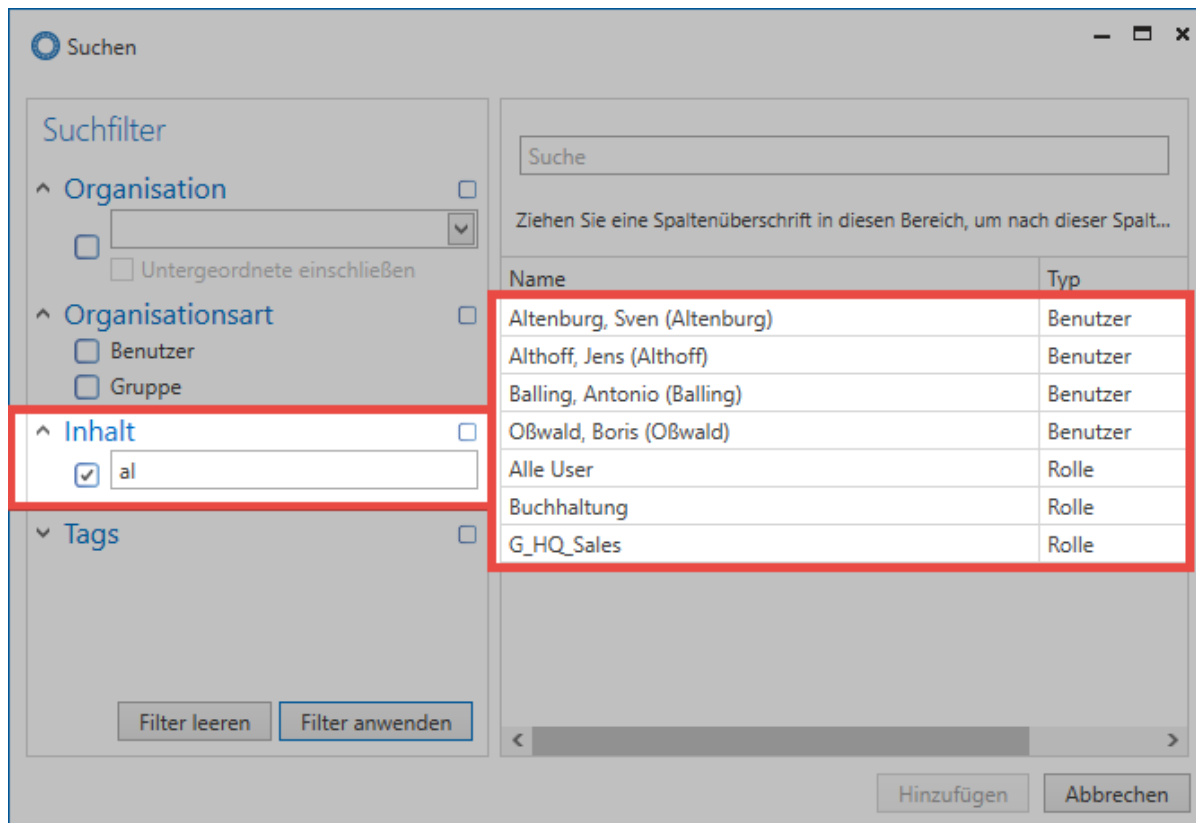 Suchen
Suchfilter
Organisation
Untergeordnete einschließen
Organisationsart
Benutzer
Gruppe
Inhalt
al
Tags
Filter leeren Filter anwenden
Suche
Ziehen Sie eine Spaltenüberschrift in diesen Bereich, um nach dieser Spalt...
Name Typ
Altenburg, Sven (Altenburg) Benutzer
Althoff, Jens (Althoff) Benutzer
Balling, Antonio (Balling) Benutzer
Oßwald, Boris (Oßwald) Benutzer
Alle User Rolle
Buchhaltung Rolle
G_HQ_Sales Rolle
Hinzufügen Abbrechen